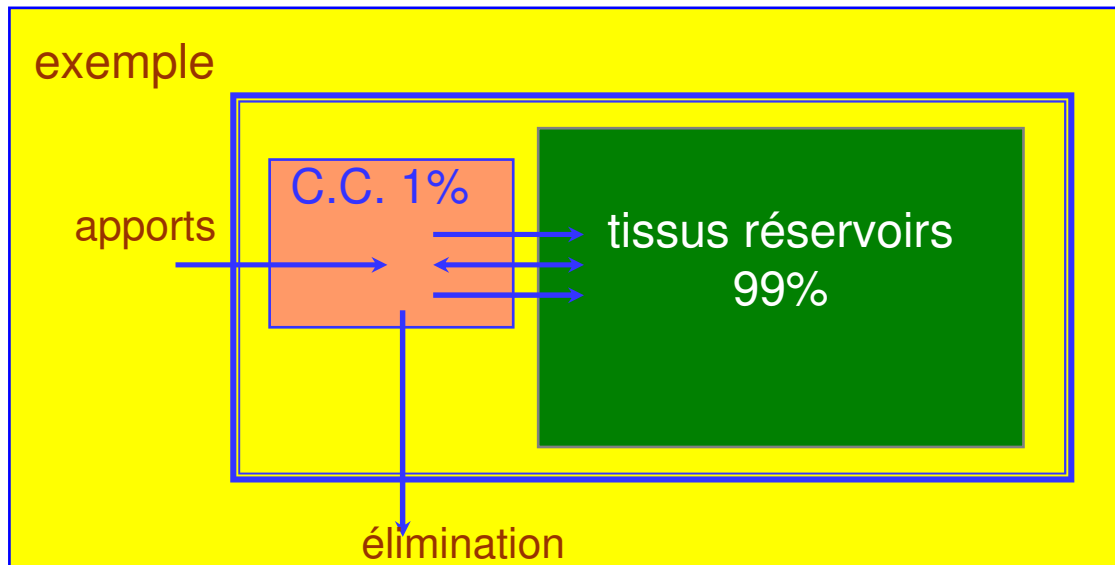 exemple
C.C. 1%
apports
tissus réservoirs
99%
élimination